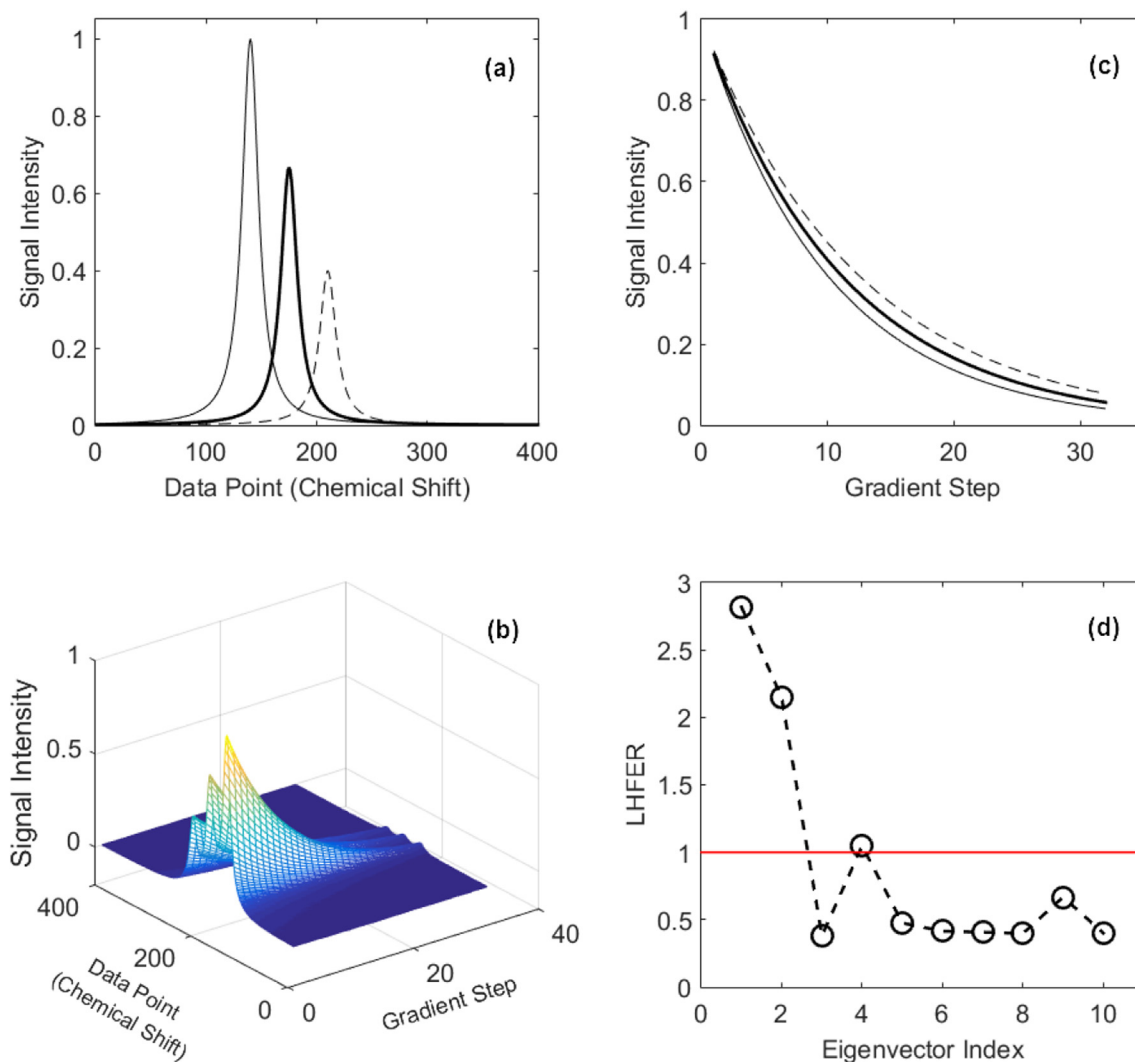 (a)
Signal Intensity
1
0.8
0.6
0.4
0.2
0
0 100 200 300 400
Data Point (Chemical Shift)
(c)
Signal Intensity
1
0.8
0.6
0.4
0.2
0
0 10 20 30
Gradient Step
(b)
Signal Intensity
1
0.5
0
400
200
0
Data Point
(Chemical Shift)
0
20
40
Gradient Step
(d)
LHFER
3
2.5
2
1.5
1
0.5
0
0 2 4 6 8 10
Eigenvector Index